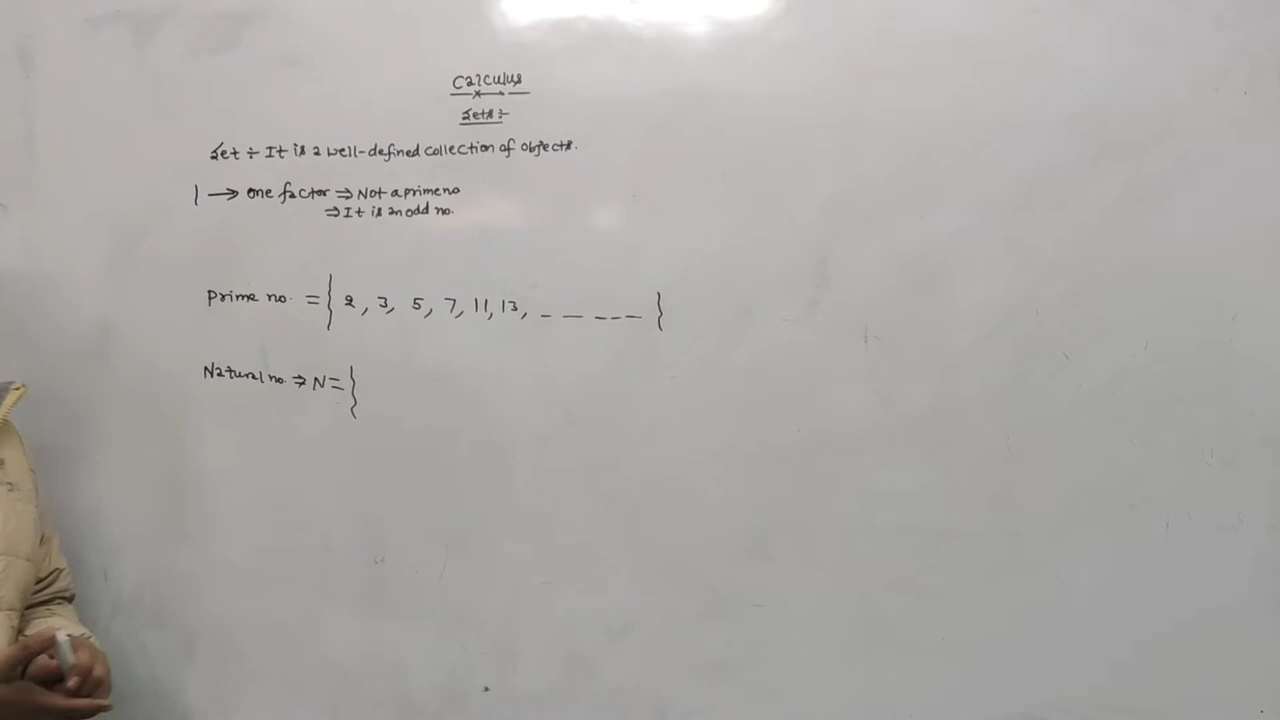 Calculus
Sets ÷
Set ÷ It is a well-defined collection of objects.
1 → one factor ⇒ Not a prime no
⇒ It is an odd no.
Prime no. = { 2, 3, 5, 7, 11, 13, _ _ _ _ _ }
Natural no. ⇒ N = {